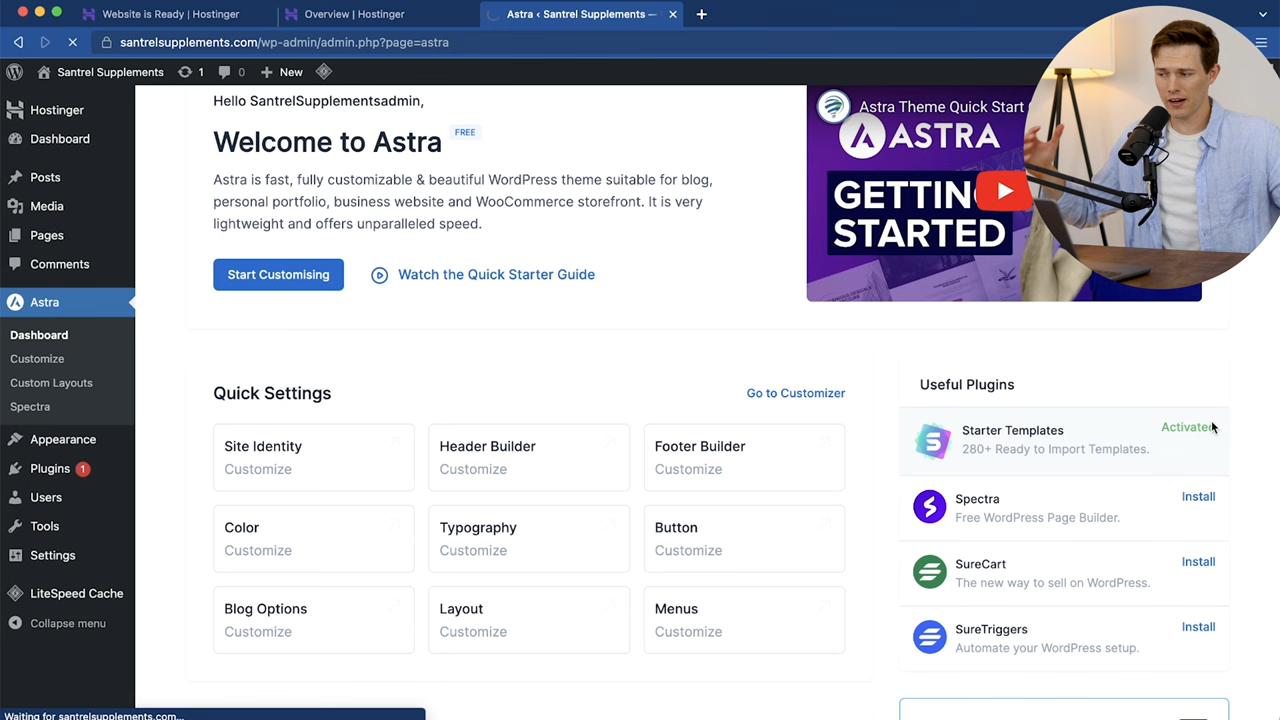 Website is Ready | Hostinger
Overview | Hostinger
Astra ‹ Santrel Supplements —
santrelsupplements.com/wp-admin/admin.php?page=astra
Santrel Supplements
1
0
New
Hostinger
Dashboard
Posts
Media
Pages
Comments
Astra
Dashboard
Customize
Custom Layouts
Spectra
Appearance
Plugins 1
Users
Tools
Settings
LiteSpeed Cache
Collapse menu
Hello SantrelSupplementsadmin,
Welcome to Astra FREE
Astra is fast, fully customizable & beautiful WordPress theme suitable for blog,
personal portfolio, business website and WooCommerce storefront. It is very
lightweight and offers unparalleled speed.
Start Customising
Watch the Quick Starter Guide
Astra Theme Quick Start
ASTRA
GETTING
STARTED
Quick Settings
Go to Customizer
Site Identity
Customize
Header Builder
Customize
Footer Builder
Customize
Color
Customize
Typography
Customize
Button
Customize
Blog Options
Customize
Layout
Customize
Menus
Customize
Useful Plugins
Starter Templates
Activated
280+ Ready to Import Templates.
Spectra
Install
Free WordPress Page Builder.
SureCart
Install
The new way to sell on WordPress.
SureTriggers
Install
Automate your WordPress setup.
Waiting for santrelsupplements.com...